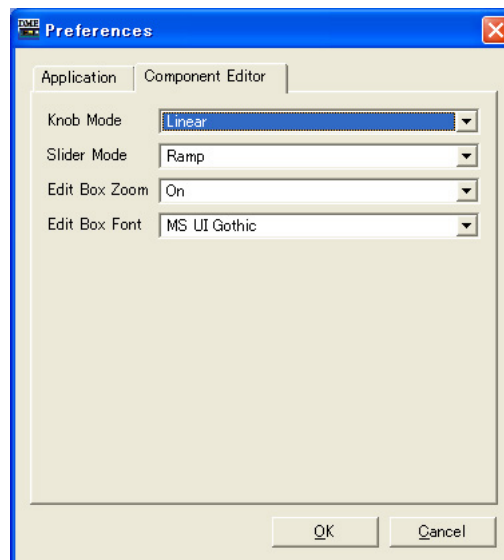 DME
Preferences
Application Component Editor
Knob Mode Linear
Slider Mode Ramp
Edit Box Zoom On
Edit Box Font MS UI Gothic
OK Cancel